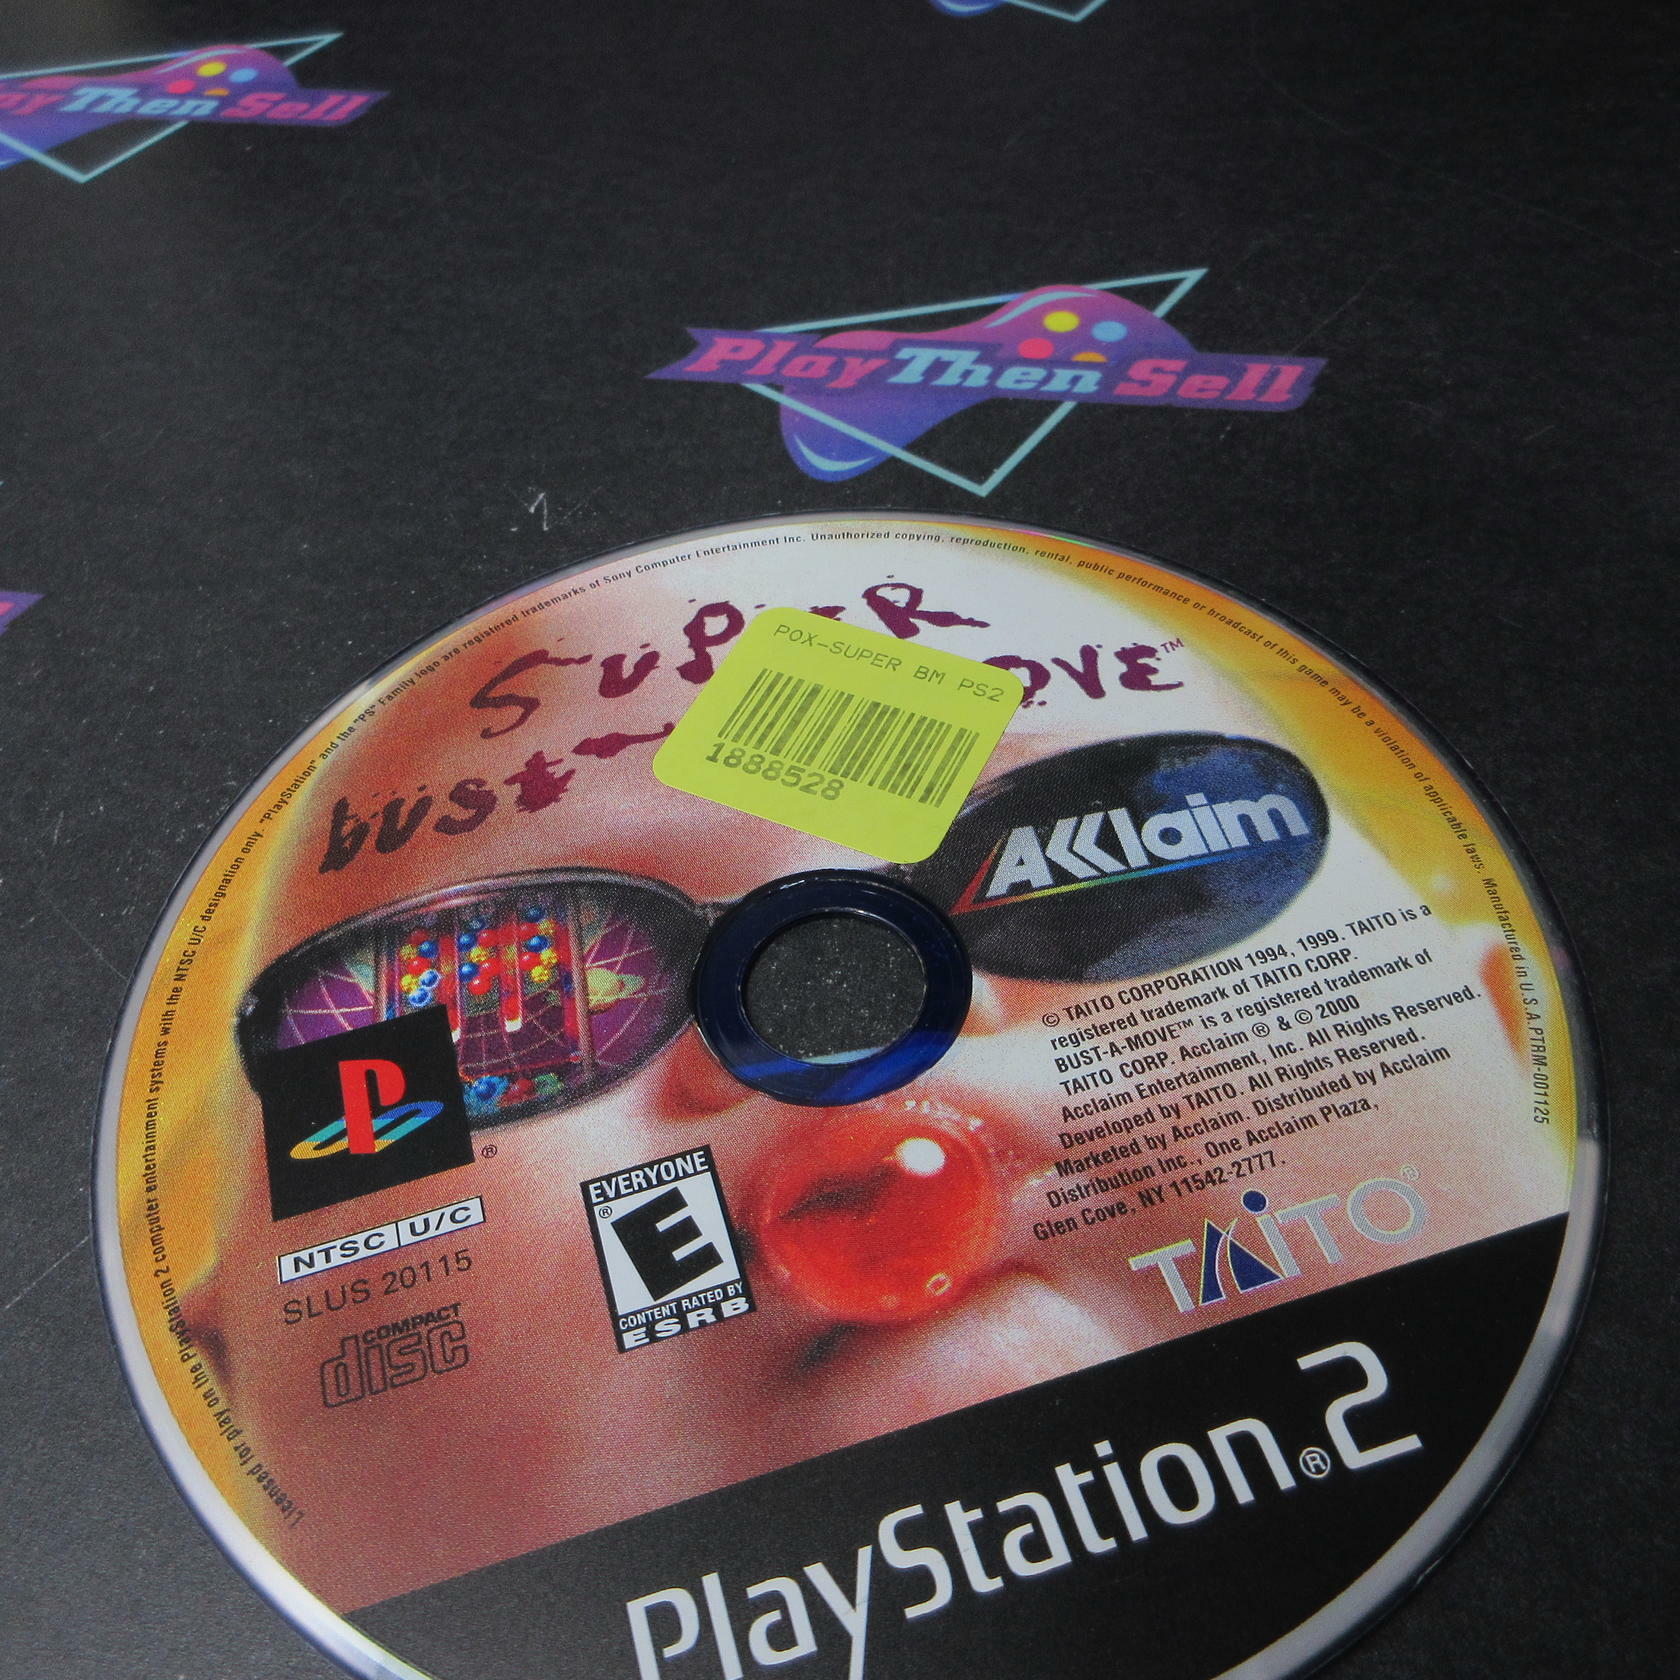 Then Sell
Play Then Sell
Licensed for play on the PlayStation 2 computer entertainment systems with the NTSC U/C designation only. "PlayStation" and the "PS" Family logo are registered trademarks of Sony Computer Entertainment Inc. Unauthorized copying, reproduction, rental, public performance or broadcast of this game may be a violation of applicable laws. Manufactured in U.S.A. PTRM-001125
SUPER
BUST OVE™
POX-SUPER BM PS2
1888528
AKKlaim
© TAITO CORPORATION 1994, 1999. TAITO is a
registered trademark of TAITO CORP.
BUST-A-MOVE™ is a registered trademark of
TAITO CORP. Acclaim ® & © 2000
Acclaim Entertainment, Inc. All Rights Reserved.
Developed by TAITO. All Rights Reserved.
Marketed by Acclaim. Distributed by Acclaim
Distribution Inc., One Acclaim Plaza,
Glen Cove, NY 11542-2777.
TAITO®
®
NTSC U/C
SLUS 20115
COMPACT
disc
EVERYONE
E
®
CONTENT RATED BY
ESRB
PlayStation®2